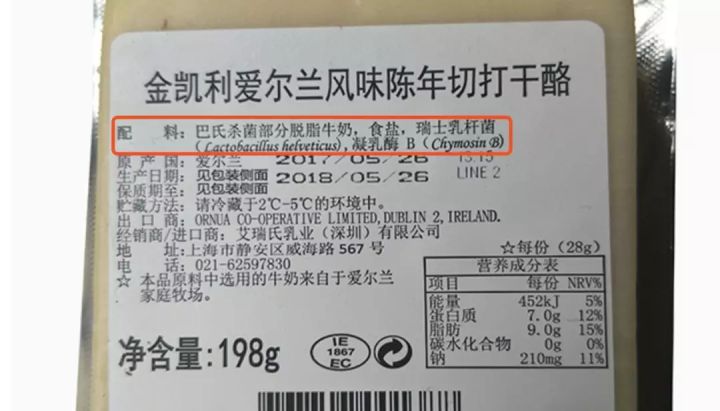 金凯利爱尔兰风味陈年切打干酪
配 料：巴氏杀菌部分脱脂牛奶，食盐，瑞士乳杆菌
（Lactobacillus helveticus），凝乳酶 B（Chymosin B）
原 产 国：爱尔兰 2017/05/26 13:15
生产日期：见包装侧面 2018/05/26 LINE 2
保质期至：见包装侧面
贮藏方法：请冷藏于2℃-5℃的环境中。
出 口 商：ORNUA CO-OPERATIVE LIMITED, DUBLIN 2, IRELAND.
经销商/进口商：艾瑞氏乳业（深圳）有限公司
地 址：上海市静安区威海路 567 号
电 话：021-62597830
☆ 本品原料中选用的牛奶来自于爱尔兰
家庭牧场。
☆每份（28g）
营养成分表
项目 每份 NRV%
能量 452kJ 5%
蛋白质 7.0g 12%
脂肪 9.0g 15%
碳水化合物 0g 0%
钠 210mg 11%
净含量：198g
IE
1867
EC